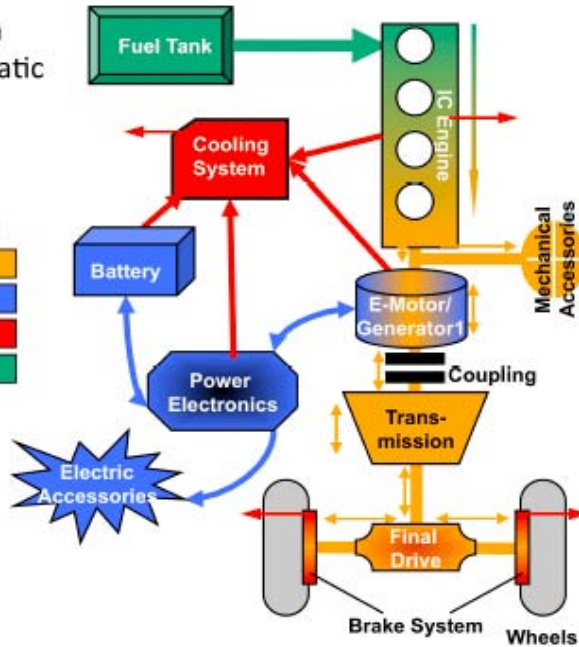 atic
Fuel Tank
IC Engine
Cooling
System
Battery
Mechanical
Accessories
E-Motor/
Generator1
Power
Electronics
Coupling
Trans-
mission
Electric
Accessories
Final
Drive
Brake System
Wheels